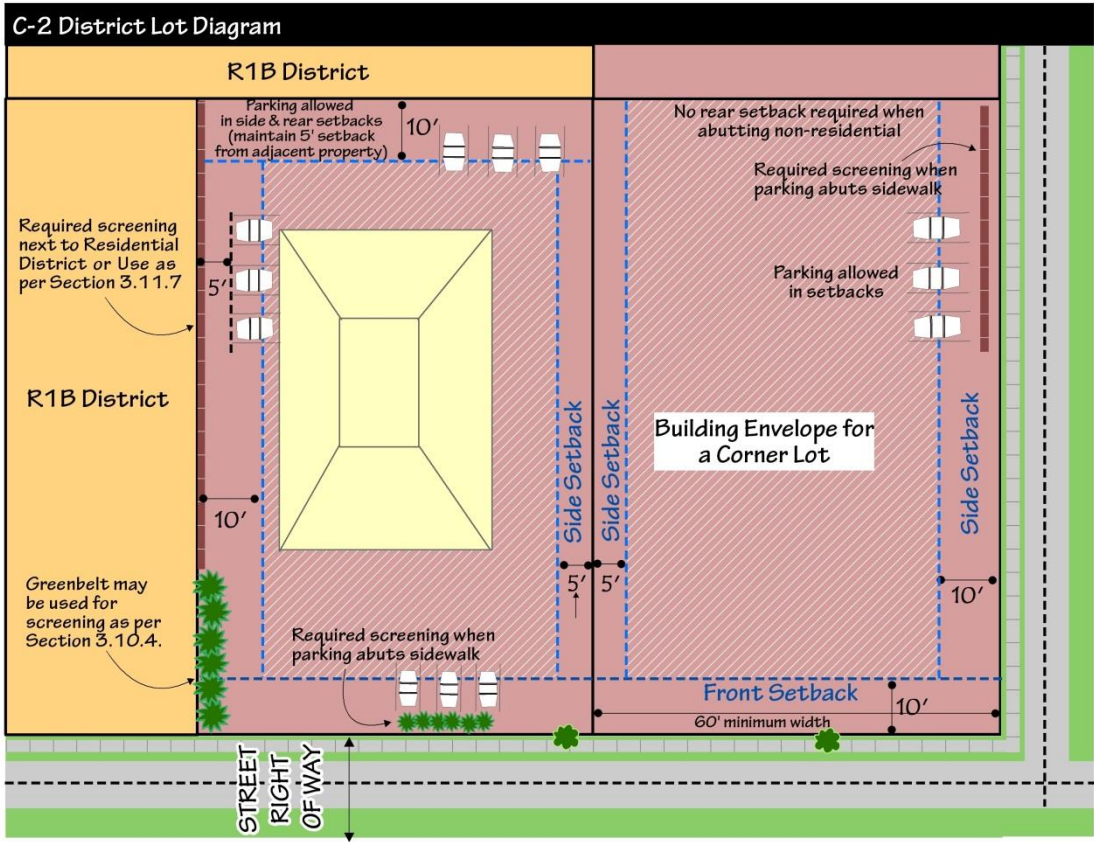 C-2 District Lot Diagram
R1B District
Parking allowed
in side & rear setbacks
(maintain 5' setback
from adjacent property)
10'
No rear setback required when
abutting non-residential
Required screening when
parking abuts sidewalk
Required screening
next to Residential
District or Use as
per Section 3.11.7
5'
Parking allowed
in setbacks
R1B District
Building Envelope for
a Corner Lot
Side Setback
Side Setback
Side Setback
10'
5'
5'
10'
Greenbelt may
be used for
screening as per
Section 3.10.4.
Required screening when
parking abuts sidewalk
Front Setback
10'
60' minimum width
STREET
RIGHT
OF WAY